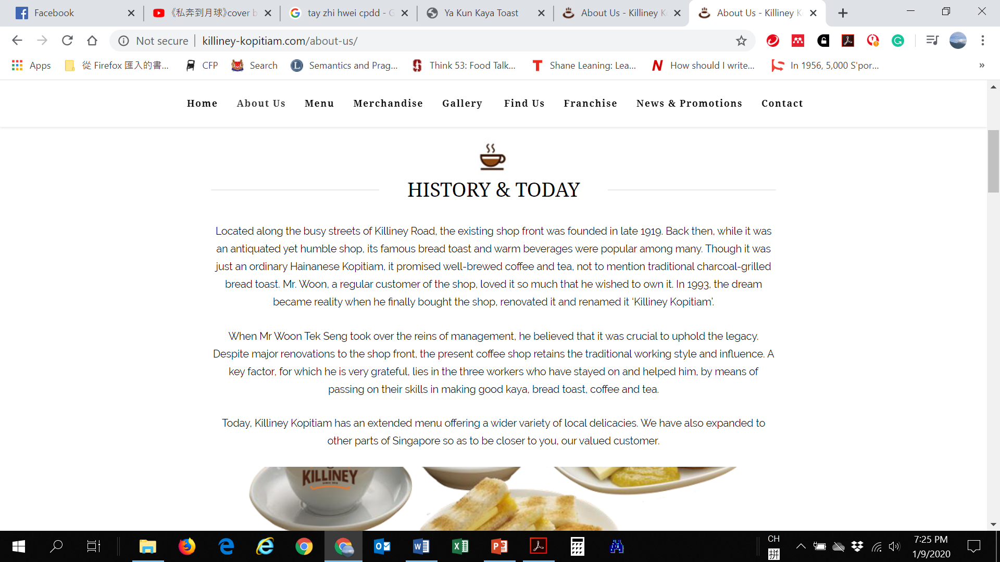 Facebook
《私奔到月球》cover b
tay zhi hwei cpdd - G
Ya Kun Kaya Toast
About Us - Killiney K
About Us - Killiney K
Not secure
killiney-kopitiam.com/about-us/
Apps
從 Firefox 匯入的書...
CFP
Search
Semantics and Prag...
Think 53: Food Talk...
Shane Leaning: Lea...
How should I write...
In 1956, 5,000 S'por...
»
Home
About Us
Menu
Merchandise
Gallery
Find Us
Franchise
News & Promotions
Contact
HISTORY & TODAY
Located along the busy streets of Killiney Road, the existing shop front was founded in late 1919. Back then, while it was
an antiquated yet humble shop, its famous bread toast and warm beverages were popular among many. Though it was
just an ordinary Hainanese Kopitiam, it promised well-brewed coffee and tea, not to mention traditional charcoal-grilled
bread toast. Mr. Woon, a regular customer of the shop, loved it so much that he wished to own it. In 1993, the dream
became reality when he finally bought the shop, renovated it and renamed it ‘Killiney Kopitiam’.
When Mr Woon Tek Seng took over the reins of management, he believed that it was crucial to uphold the legacy.
Despite major renovations to the shop front, the present coffee shop retains the traditional working style and influence. A
key factor, for which he is very grateful, lies in the three workers who have stayed on and helped him, by means of
passing on their skills in making good kaya, bread toast, coffee and tea.
Today, Killiney Kopitiam has an extended menu offering a wider variety of local delicacies. We have also expanded to
other parts of Singapore so as to be closer to you, our valued customer.
KILLINEY
CH
拼
7:25 PM
1/9/2020